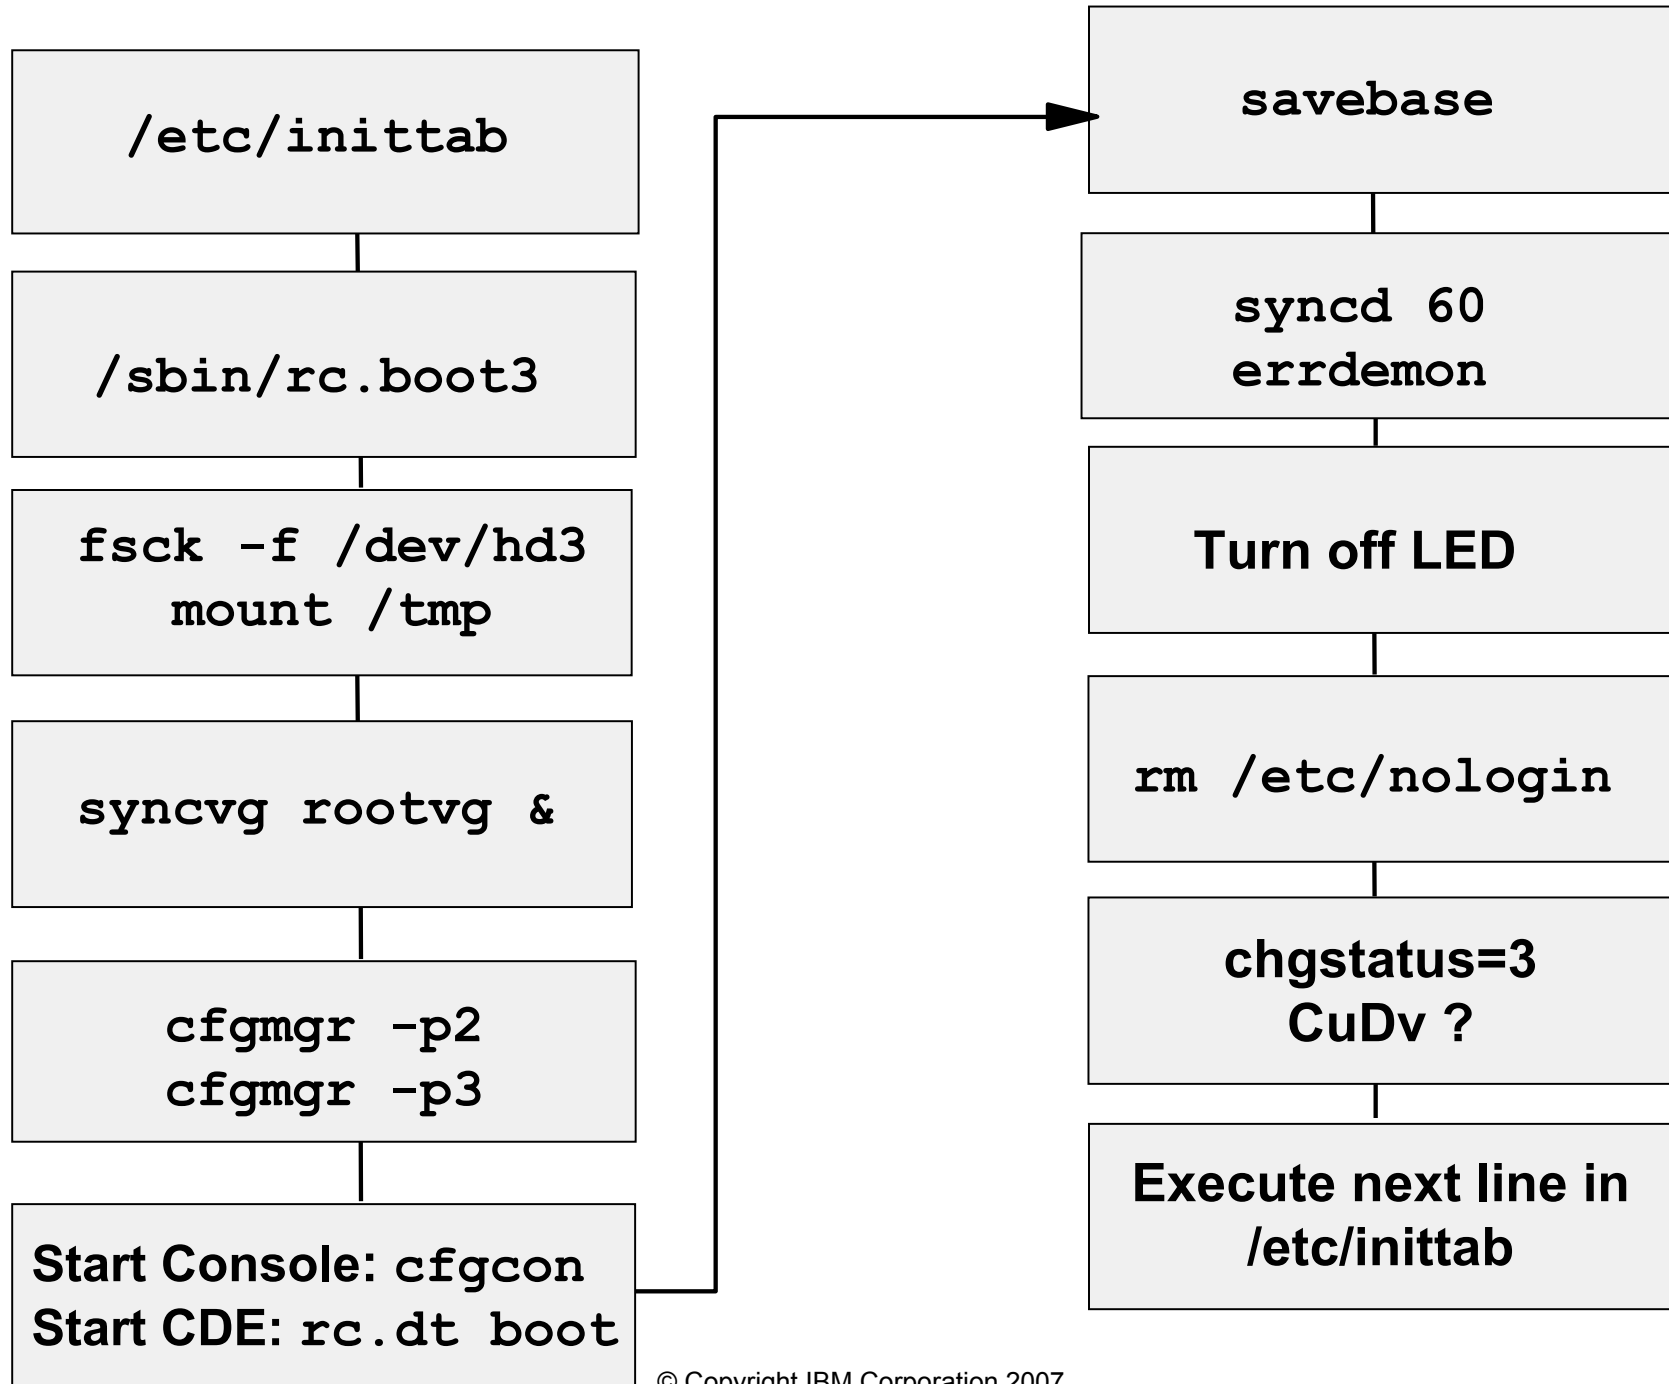 /etc/inittab
/sbin/rc.boot3
fsck -f /dev/hd3
mount /tmp
syncvg rootvg &
cfgmgr -p2
cfgmgr -p3
Start Console: cfgcon
Start CDE: rc.dt boot
savebase
syncd 60
errdemon
Turn off LED
rm /etc/nologin
chgstatus=3
CuDv ?
Execute next line in
/etc/inittab
© Copyright IBM Corporation 2007